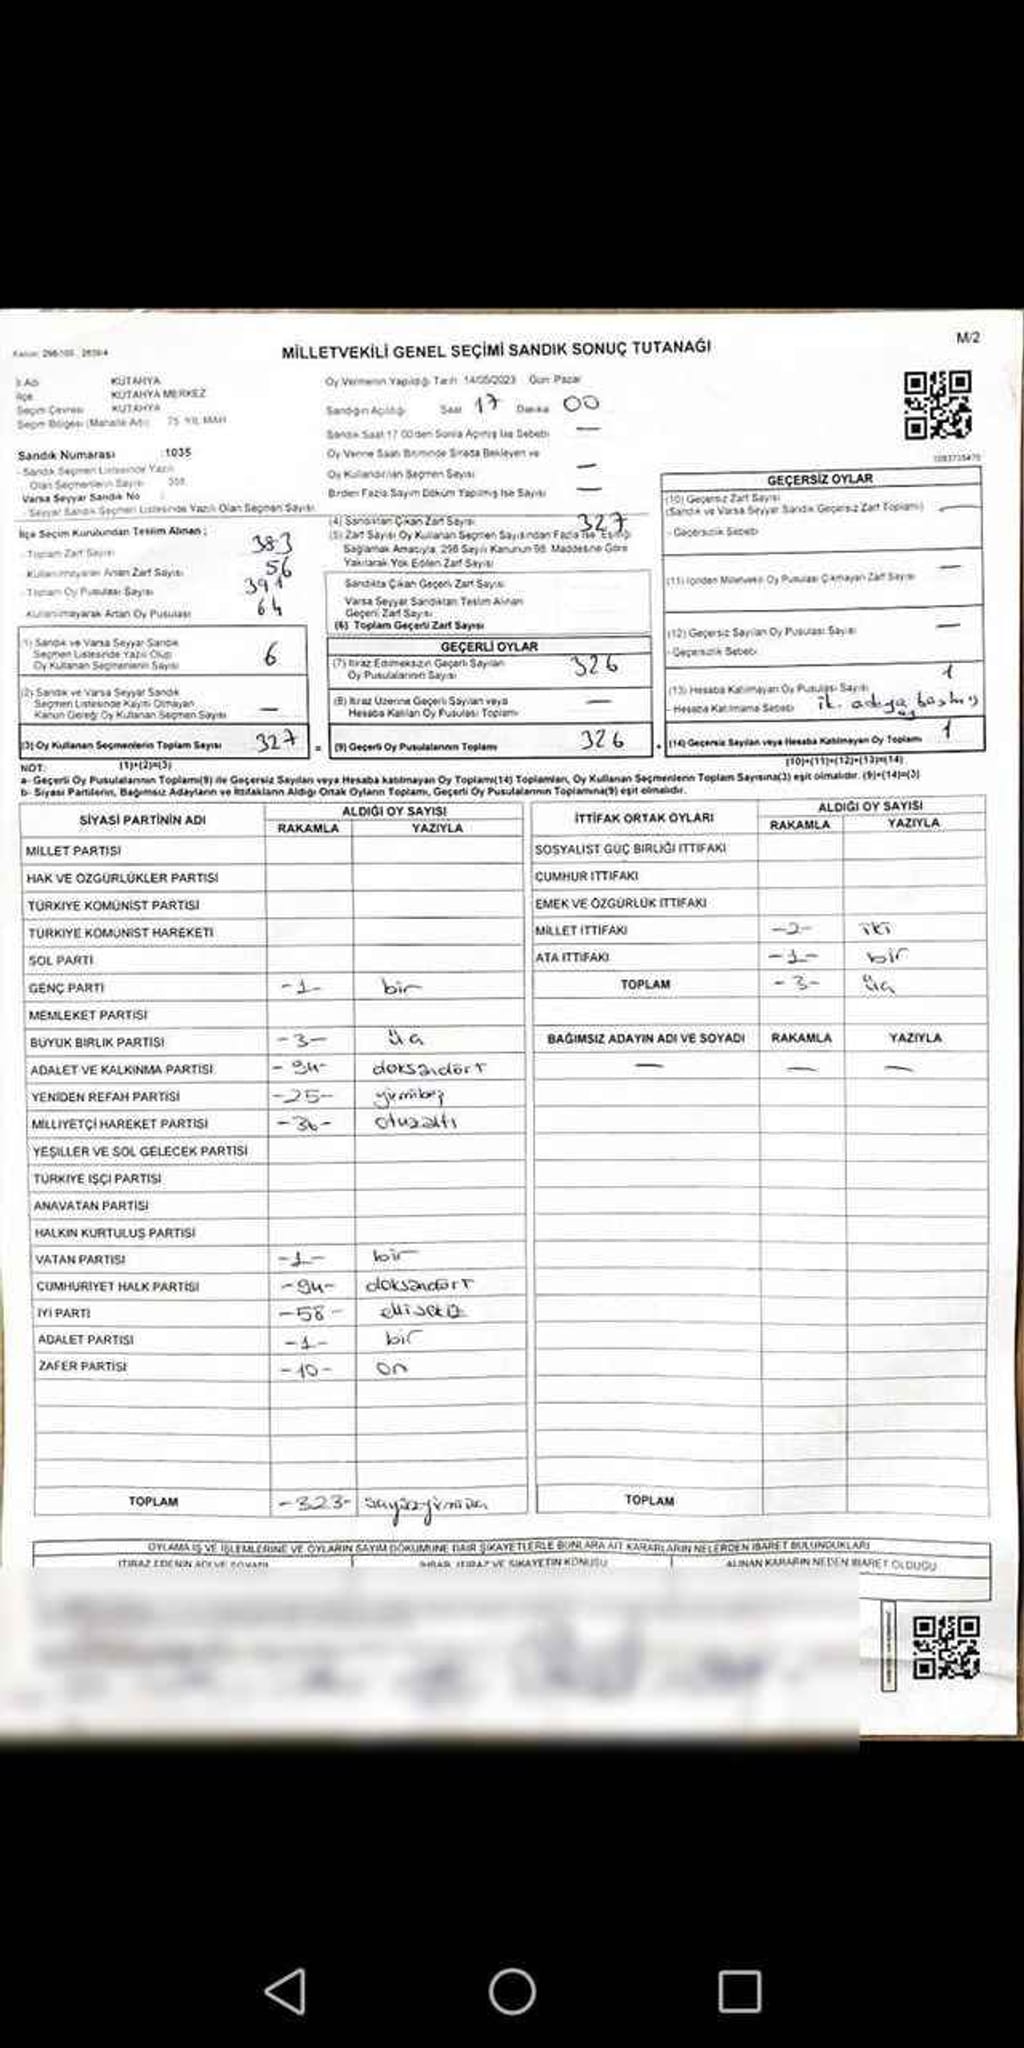 Kanun: 298/105 , 2839/4
MİLLETVEKİLİ GENEL SEÇİMİ SANDIK SONUÇ TUTANAĞI
M/2
İl Adı KÜTAHYA
İlçe KÜTAHYA MERKEZ
Seçim Çevresi KÜTAHYA
Seçim Bölgesi (Mahalle Adı) 75. YIL MAH
Sandık Numarası :1035
- Sandık Seçmen Listesinde Yazılı
Olan Seçmenlerin Sayısı 358
Varsa Seyyar Sandık No :
- Seyyar Sandık Seçmen Listesinde Yazılı Olan Seçmen Sayısı
Oy Vermenin Yapıldığı Tarih 14/05/2023 Gün Pazar
Sandığın Açılışı Saat 17 Dakika 00
Sandık Saat 17 00'den Sonra Açılmış İse Sebebi —
Oy Verme Saati Bitiminde Sırada Bekleyen ve
Oy Kullandırılan Seçmen Sayısı —
Birden Fazla Sayım Döküm Yapılmış İse Sayısı —
1093735470
İlçe Seçim Kurulundan Teslim Alınan ;
- Toplam Zarf Sayısı 383
- Kullanılmayarak Artan Zarf Sayısı 56
- Toplam Oy Pusulası Sayısı 391
- Kullanılmayarak Artan Oy Pusulası 64
(1) Sandık ve Varsa Seyyar Sandık
Seçmen Listesinde Yazılı Olup
Oy Kullanan Seçmenlerin Sayısı 6
(2) Sandık ve Varsa Seyyar Sandık
Seçmen Listesinde Kaydı Olmayan
Kanun Gereği Oy Kullanan Seçmen Sayısı —
(3) Oy Kullanan Seçmenlerin Toplam Sayısı 327 =
(1)+(2)=(3)
(4) Sandıktan Çıkan Zarf Sayısı 327
(5) Zarf Sayısı Oy Kullanan Seçmen Sayısından Fazla İse, Eşitliği
Sağlamak Amacıyla, 298 Sayılı Kanunun 98. Maddesine Göre
Yakılarak Yok Edilen Zarf Sayısı
Sandıkta Çıkan Geçerli Zarf Sayısı
Varsa Seyyar Sandıktan Teslim Alınan
Geçerli Zarf Sayısı
(6) Toplam Geçerli Zarf Sayısı
GEÇERLİ OYLAR
(7) İtiraz Edilmeksizin Geçerli Sayılan
Oy Pusulalarının Sayısı 326
(8) İtiraz Üzerine Geçerli Sayılan veya
Hesaba Katılan Oy Pusulası Toplamı —
(9) Geçerli Oy Pusulalarının Toplamı 326
GEÇERSİZ OYLAR
(10) Geçersiz Zarf Sayısı
(Sandık ve Varsa Seyyar Sandık Geçersiz Zarf Toplamı) —
- Geçersizlik Sebebi
(11) İçinden Milletvekili Oy Pusulası Çıkmayan Zarf Sayısı —
(12) Geçersiz Sayılan Oy Pusulası Sayısı —
- Geçersizlik Sebebi
(13) Hesaba Katılmayan Oy Pusulası Sayısı 1
- Hesaba Katılmama Sebebi
(14) Geçersiz Sayılan veya Hesaba Katılmayan Oy Toplamı 1
(10)+(11)+(12)+(13)=(14)
NOT:
a- Geçerli Oy Pusulalarının Toplamı(9) ile Geçersiz Sayılan veya Hesaba katılmayan Oy Toplamı(14) Toplamları, Oy Kullanan Seçmenlerin Toplam Sayısına(3) eşit olmalıdır. (9)+(14)=(3)
b- Siyasi Partilerin, Bağımsız Adayların ve İttifakların Aldığı Ortak Oyların Toplamı, Geçerli Oy Pusulalarının Toplamına(9) eşit olmalıdır.
SİYASİ PARTİNİN ADI ALDIĞI OY SAYISI
RAKAMLA YAZIYLA
MİLLET PARTİSİ
HAK VE ÖZGÜRLÜKLER PARTİSİ
TÜRKİYE KOMÜNİST PARTİSİ
TÜRKİYE KOMÜNİST HAREKETİ
SOL PARTİ
GENÇ PARTİ -1- bir
MEMLEKET PARTİSİ
BÜYÜK BİRLİK PARTİSİ -3- üç
ADALET VE KALKINMA PARTİSİ -94- doksandört
YENİDEN REFAH PARTİSİ -25- yirmibeş
MİLLİYETÇİ HAREKET PARTİSİ -36- otuzaltı
YEŞİLLER VE SOL GELECEK PARTİSİ
TÜRKİYE İŞÇİ PARTİSİ
ANAVATAN PARTİSİ
HALKIN KURTULUŞ PARTİSİ
VATAN PARTİSİ -1- bir
CUMHURİYET HALK PARTİSİ -94- doksandört
İYİ PARTİ -58- ellisekiz
ADALET PARTİSİ -1- bir
ZAFER PARTİSİ -10- on
TOPLAM -323-
İTTİFAK ORTAK OYLARI ALDIĞI OY SAYISI
RAKAMLA YAZIYLA
SOSYALİST GÜÇ BİRLİĞİ İTTİFAKI
CUMHUR İTTİFAKI
EMEK VE ÖZGÜRLÜK İTTİFAKI
MİLLET İTTİFAKI -2- iki
ATA İTTİFAKI -1- bir
TOPLAM -3- üç
BAĞIMSIZ ADAYIN ADI VE SOYADI RAKAMLA YAZIYLA
— — —
TOPLAM
OYLAMA İŞ VE İŞLEMLERİNE VE OYLARIN SAYIM DÖKÜMÜNE DAİR ŞİKAYETLERLE BUNLARA AİT KARARLARIN NELERDEN İBARET BULUNDUKLARI
İTİRAZ EDENİN ADI VE SOYADI İHBAR, İTİRAZ VE ŞİKAYETİN KONUSU ALINAN KARARIN NEDEN İBARET OLDUĞU